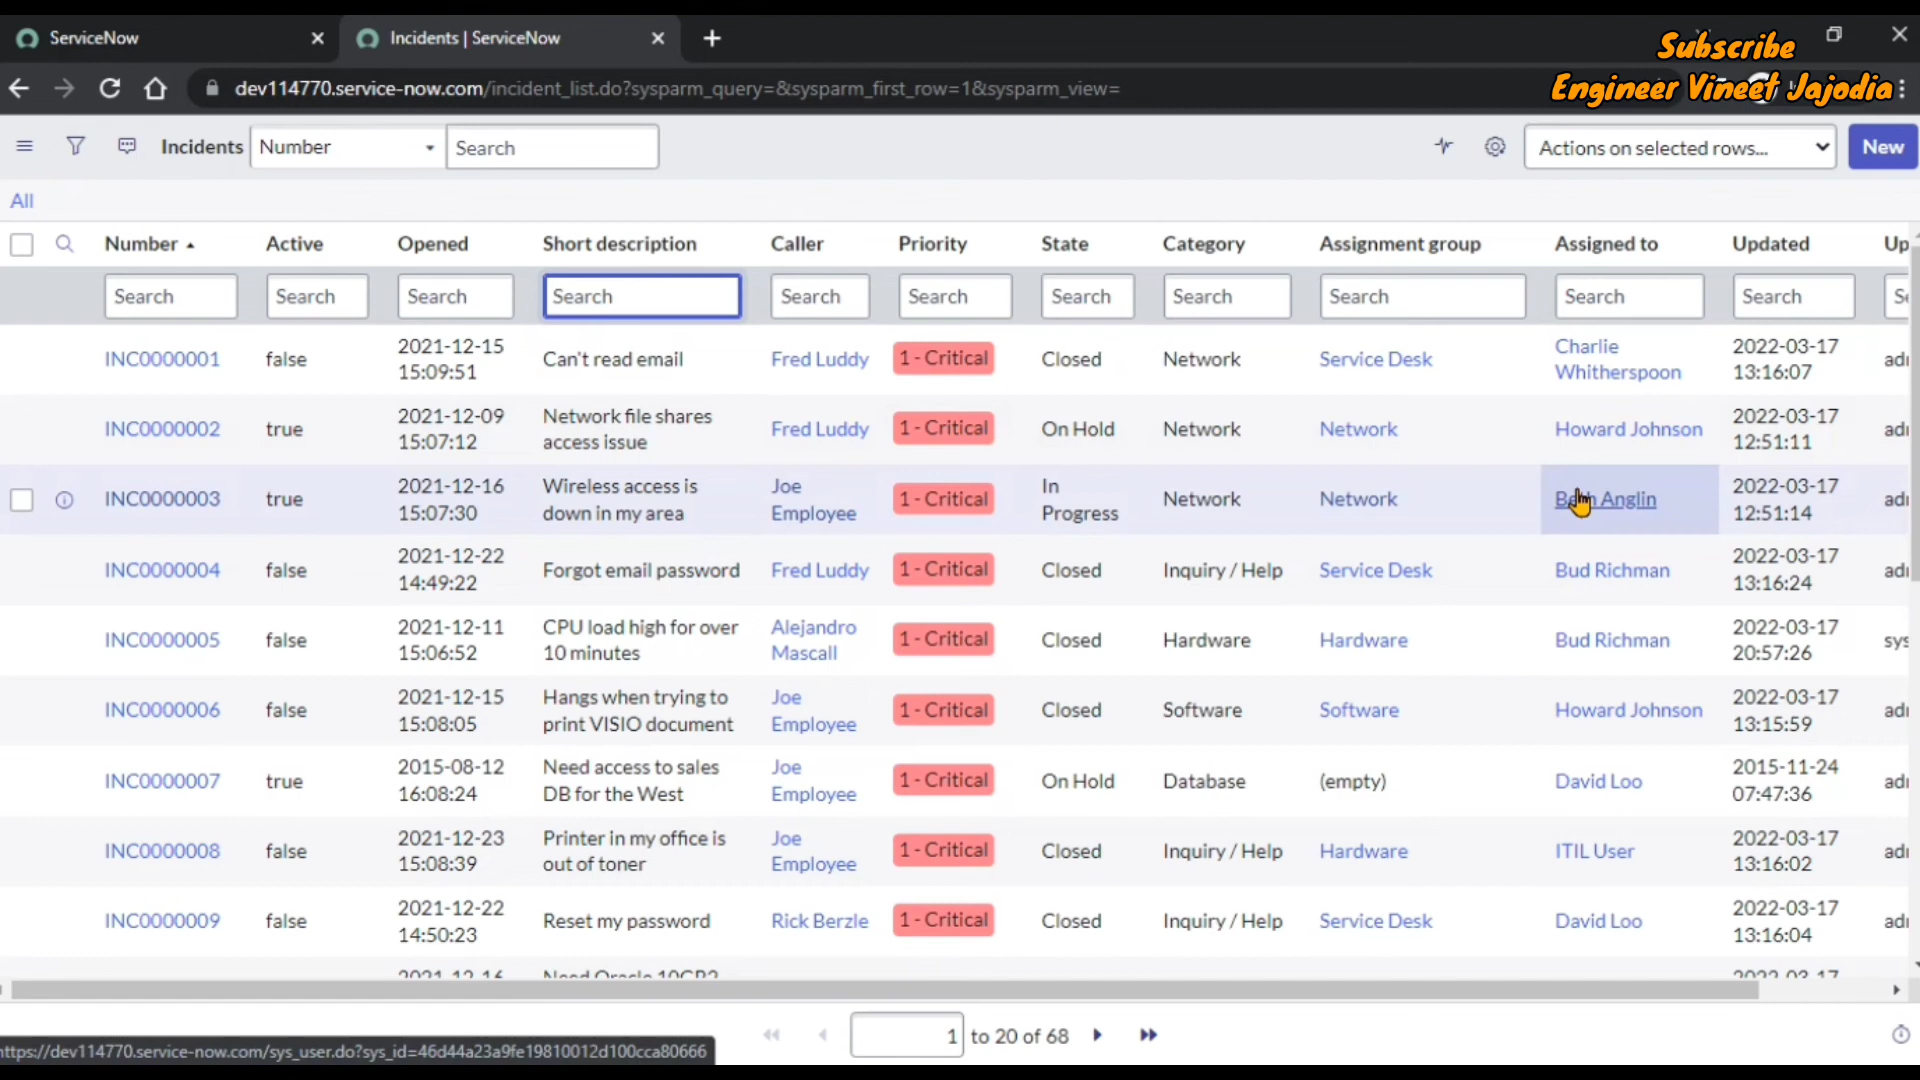 ServiceNow
Incidents | ServiceNow
Subscribe
Engineer Vineet Jajodia
dev114770.service-now.com/incident_list.do?sysparm_query=&sysparm_first_row=1&sysparm_view=
Incidents Number Search Actions on selected rows... New
All
Number Active Opened Short description Caller Priority State Category Assignment group Assigned to Updated Up
Search Search Search Search Search Search Search Search Search Search Search
INC0000001 false 2021-12-15 15:09:51 Can't read email Fred Luddy 1 - Critical Closed Network Service Desk Charlie Whitherspoon 2022-03-17 13:16:07
INC0000002 true 2021-12-09 15:07:12 Network file shares access issue Fred Luddy 1 - Critical On Hold Network Network Howard Johnson 2022-03-17 12:51:11
INC0000003 true 2021-12-16 15:07:30 Wireless access is down in my area Joe Employee 1 - Critical In Progress Network Network Anglin 2022-03-17 12:51:14
INC0000004 false 2021-12-22 14:49:22 Forgot email password Fred Luddy 1 - Critical Closed Inquiry / Help Service Desk Bud Richman 2022-03-17 13:16:24
INC0000005 false 2021-12-11 15:06:52 CPU load high for over 10 minutes Alejandro Mascall 1 - Critical Closed Hardware Hardware Bud Richman 2022-03-17 20:57:26
INC0000006 false 2021-12-15 15:08:05 Hangs when trying to print VISIO document Joe Employee 1 - Critical Closed Software Software Howard Johnson 2022-03-17 13:15:59
INC0000007 true 2015-08-12 16:08:24 Need access to sales DB for the West Joe Employee 1 - Critical On Hold Database (empty) David Loo 2015-11-24 07:47:36
INC0000008 false 2021-12-23 15:08:39 Printer in my office is out of toner Joe Employee 1 - Critical Closed Inquiry / Help Hardware ITIL User 2022-03-17 13:16:02
INC0000009 false 2021-12-22 14:50:23 Reset my password Rick Berzle 1 - Critical Closed Inquiry / Help Service Desk David Loo 2022-03-17 13:16:04
1 to 20 of 68
https://dev114770.service-now.com/sys_user.do?sys_id=46d44a23a9fe19810012d100cca80666